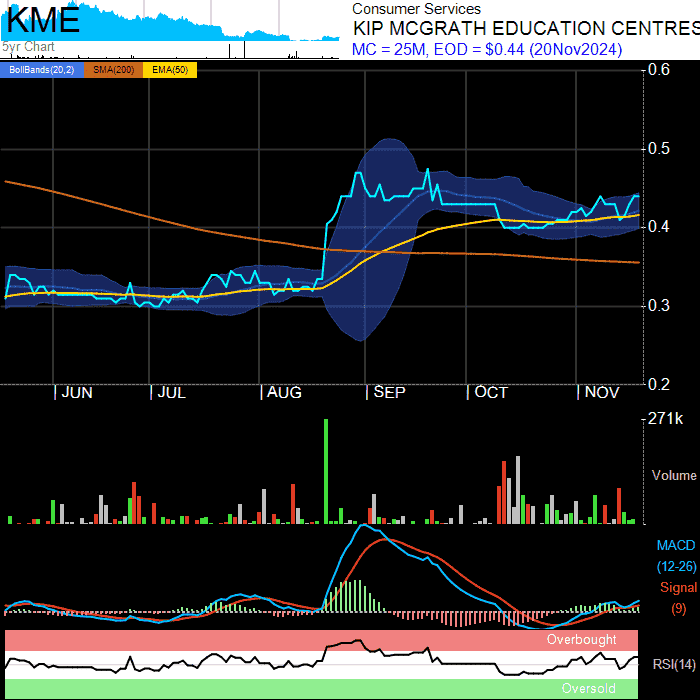 KME
5yr Chart
Consumer Services
KIP MCGRATH EDUCATION CENTRES
MC = 25M, EOD = $0.44 (20Nov2024)
BollBands(20,2) SMA(200) EMA(50)
0.6
0.5
0.4
0.3
0.2
JUN JUL AUG SEP OCT NOV
271k
Volume
MACD
(12-26)
Signal
(9)
Overbought
RSI(14)
Oversold